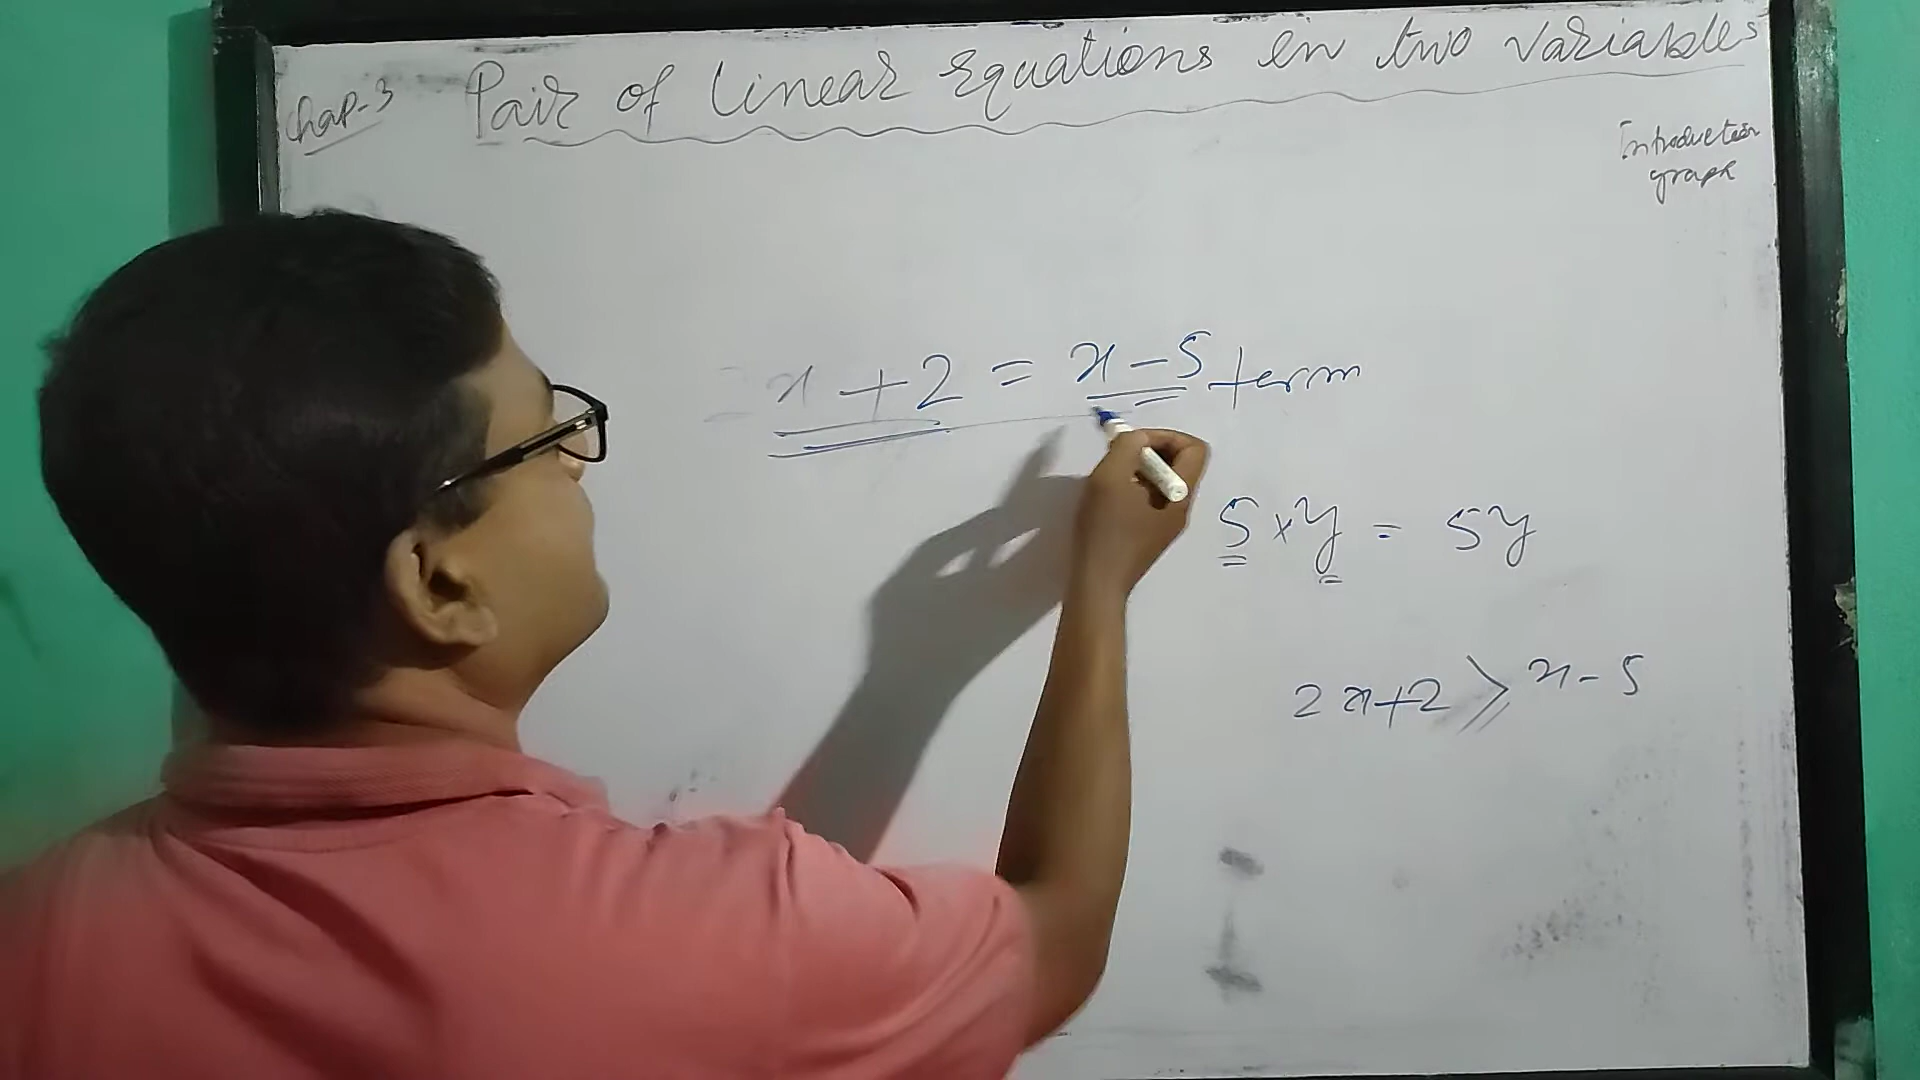 Chap-3 Pair of Linear Equations in two Variables
Introduction
graph
x + 2 = x - 5 term
5 x y = 5y
2x+2 ⩾ x - 5